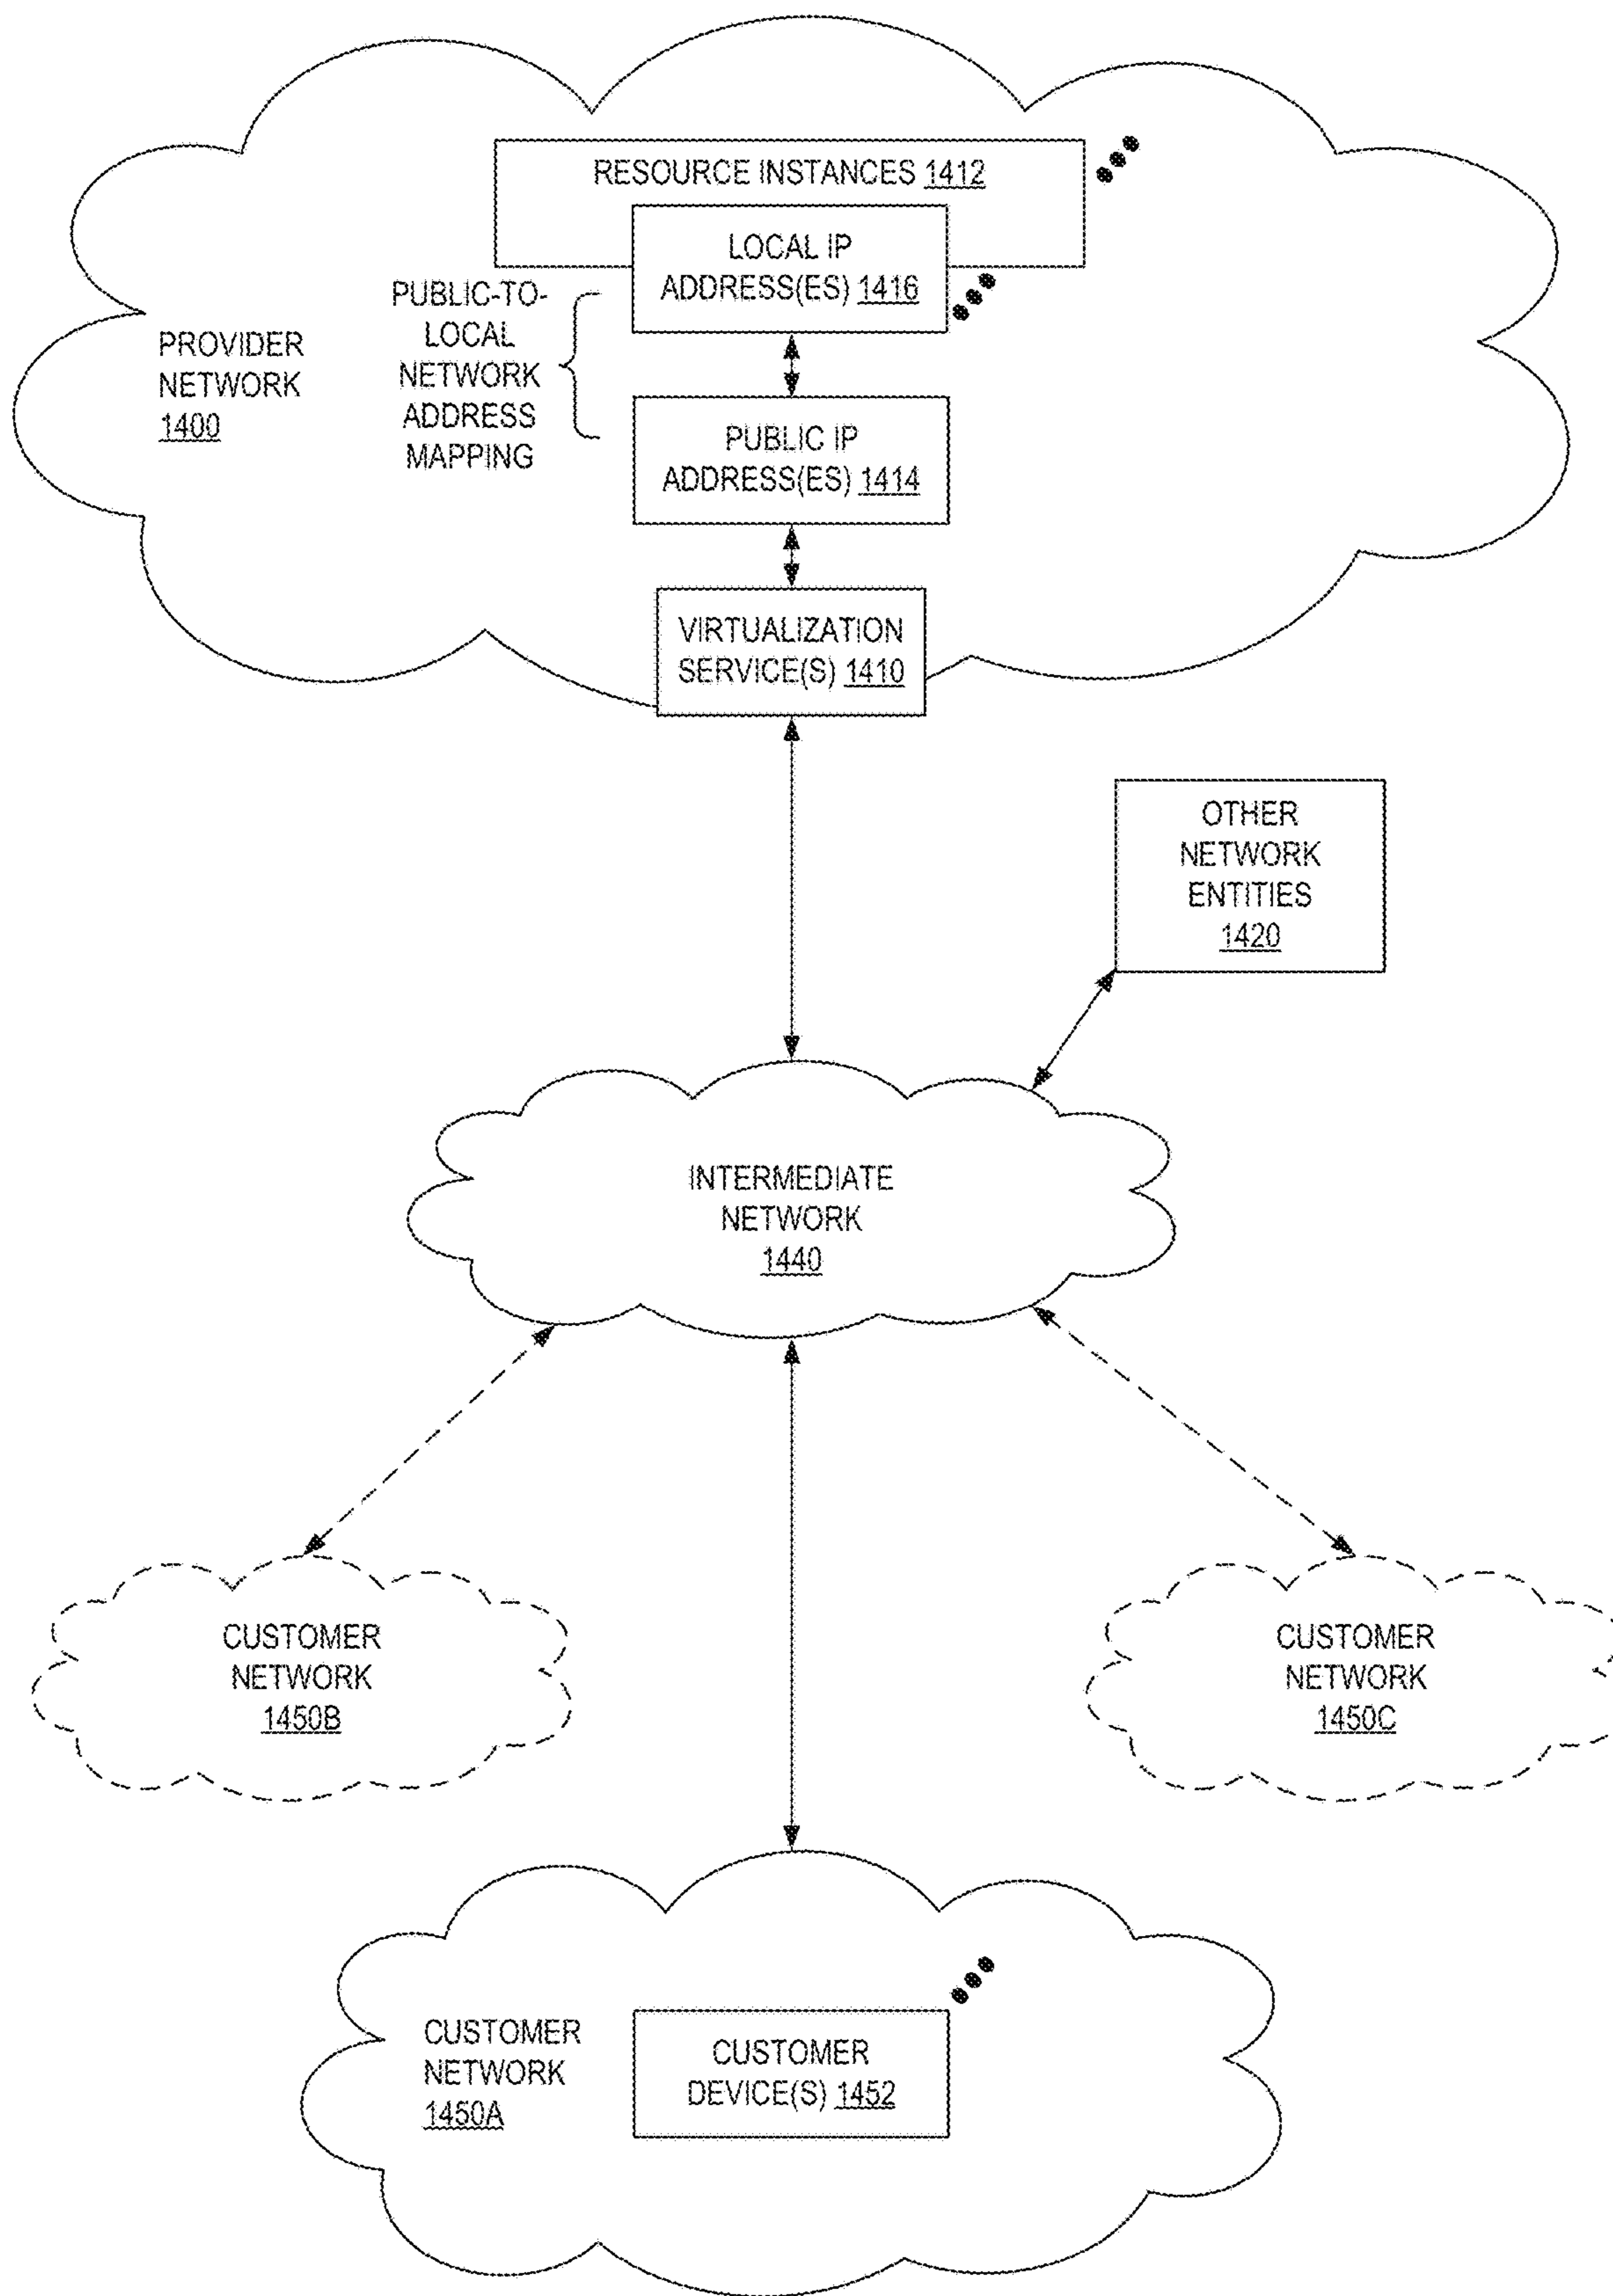 RESOURCE INSTANCES 1412
LOCAL IP
ADDRESS(ES) 1416
PUBLIC-TO-
LOCAL
NETWORK
ADDRESS
MAPPING
PROVIDER
NETWORK
1400
PUBLIC IP
ADDRESS(ES) 1414
VIRTUALIZATION
SERVICE(S) 1410
OTHER
NETWORK
ENTITIES
1420
INTERMEDIATE
NETWORK
1440
CUSTOMER
NETWORK
1450B
CUSTOMER
NETWORK
1450C
CUSTOMER
NETWORK
1450A
CUSTOMER
DEVICE(S) 1452